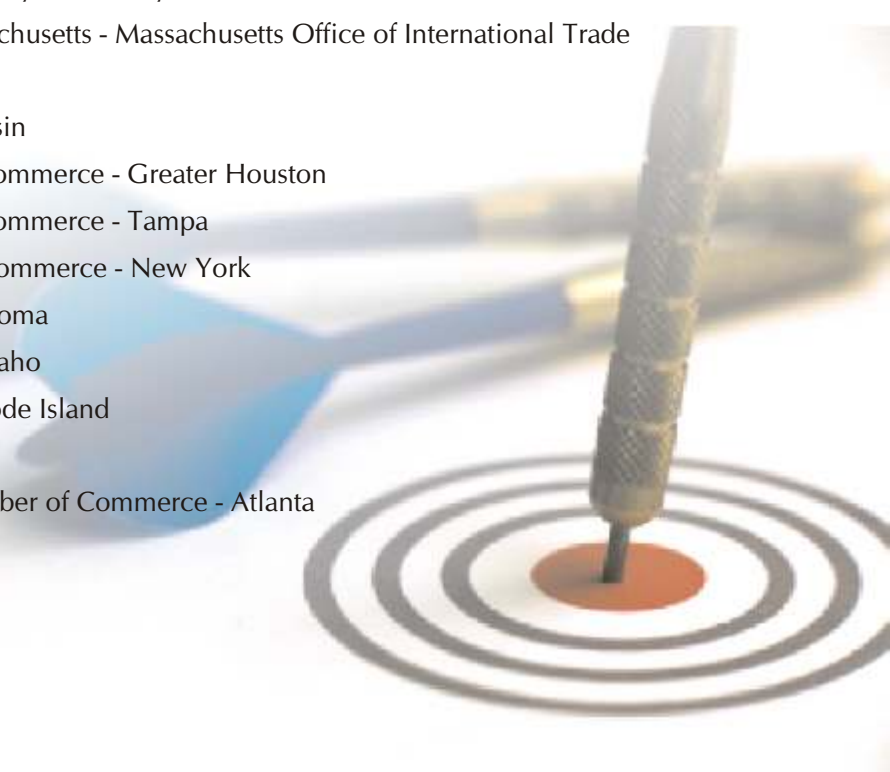 chusetts - Massachusetts Office of International Trade
sin
ommerce - Greater Houston
ommerce - Tampa
ommerce - New York
oma
aho
de Island
ber of Commerce - Atlanta